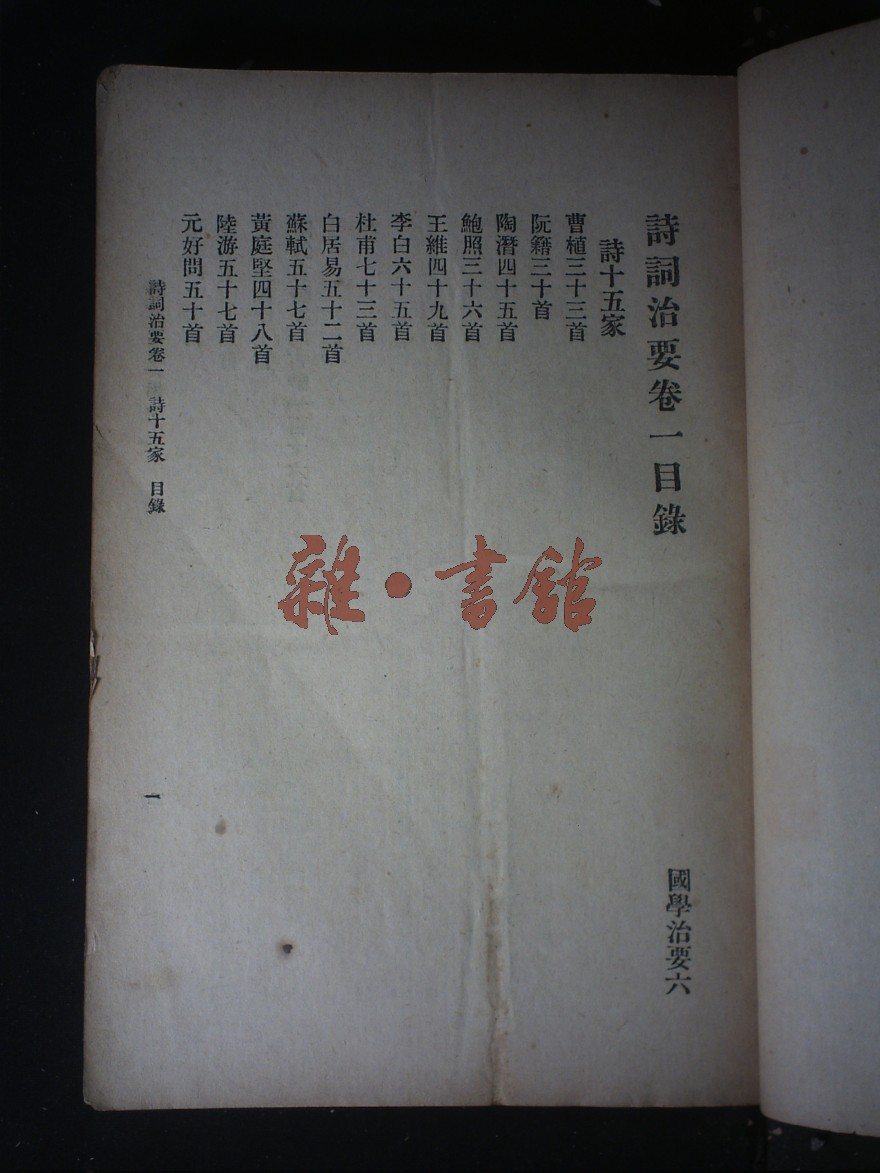 詩詞治要卷一目錄
國學治要六
詩十五家
曹植三十三首
阮籍三十首
陶潛四十五首
鮑照三十六首
王維四十九首
李白六十五首
杜甫七十三首
白居易五十二首
蘇軾五十七首
黃庭堅四十八首
陸游五十七首
元好問五十首
詩詞治要卷一 詩十五家 目錄
一
雜·書館